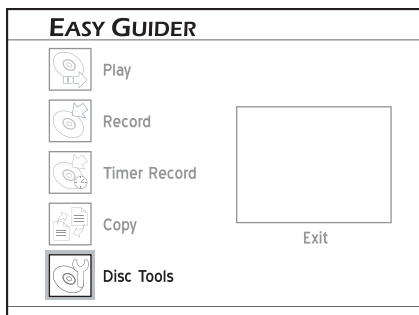 EASY GUIDER
Play
Record
Timer Record
Copy
Exit
Disc Tools